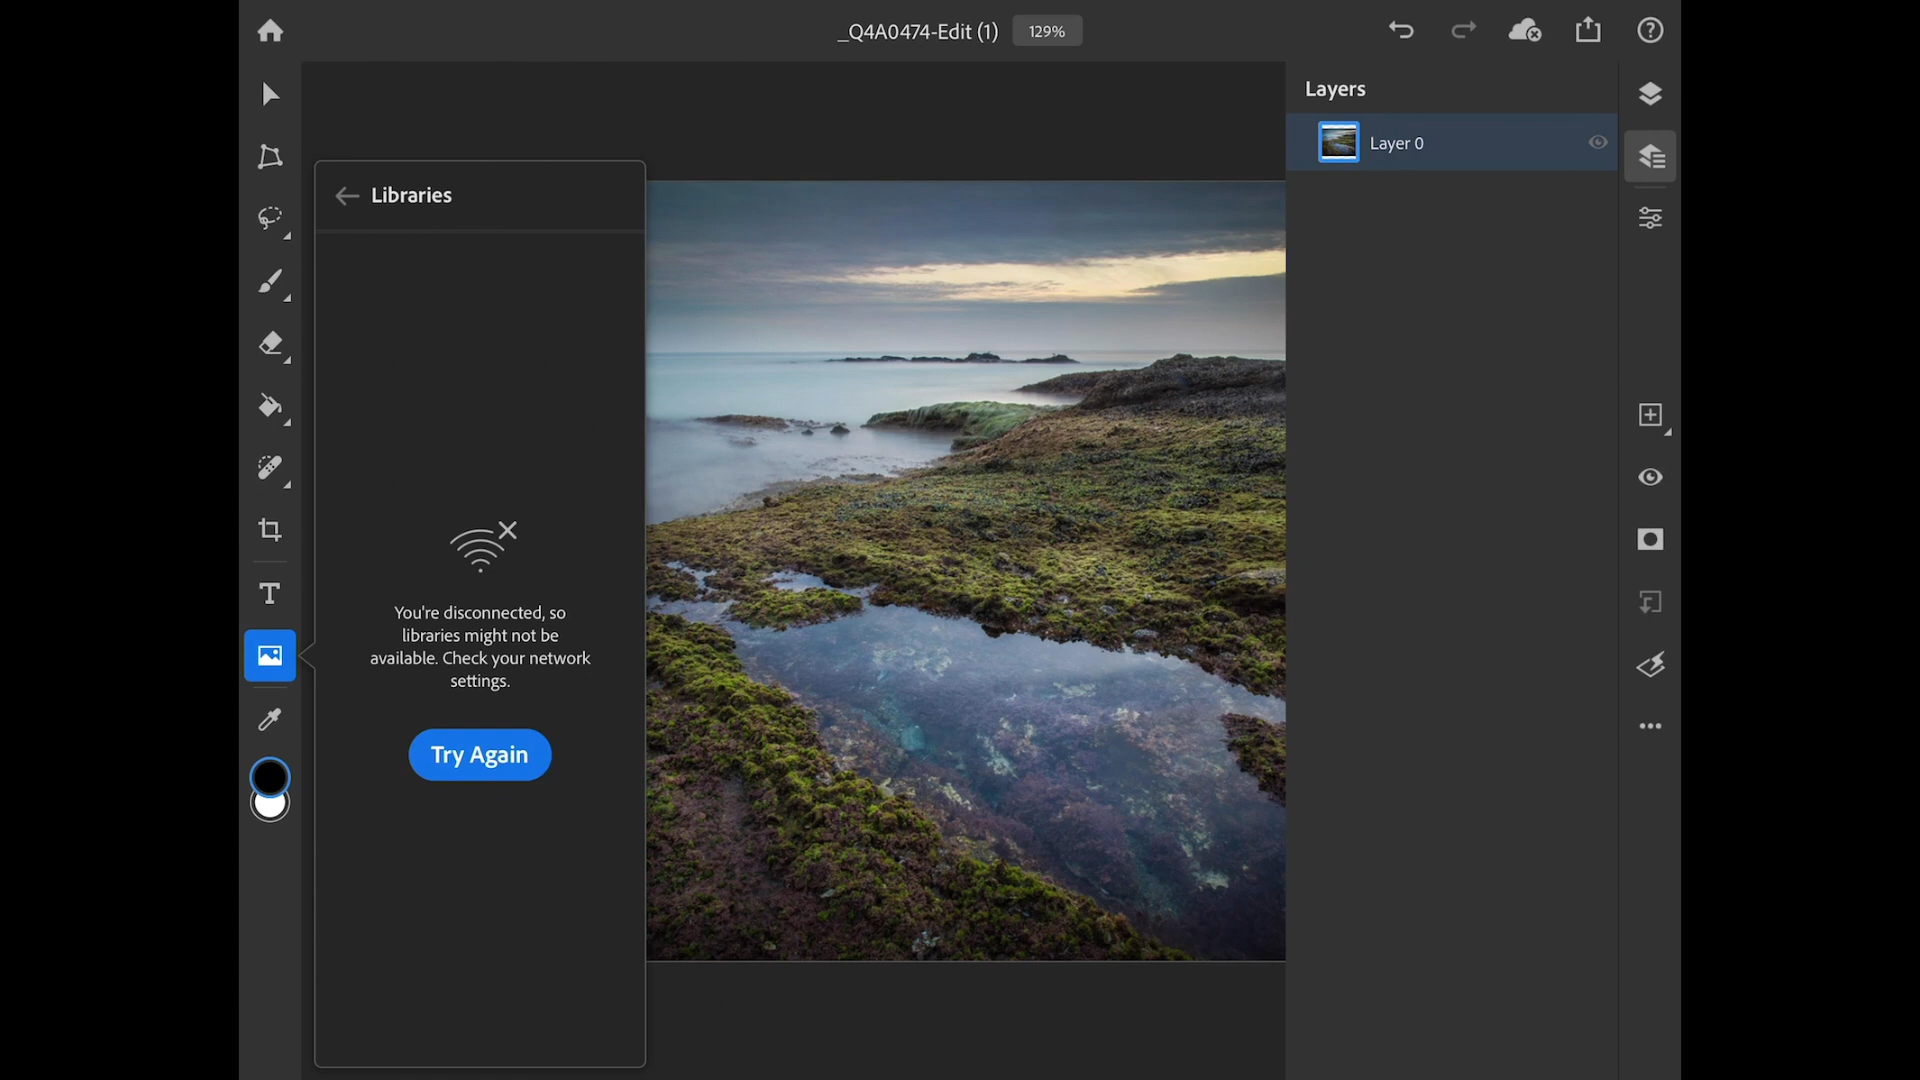 _Q4A0474-Edit (1)
129%
Layers
Layer 0
Libraries
You're disconnected, so
libraries might not be
available. Check your network
settings.
Try Again